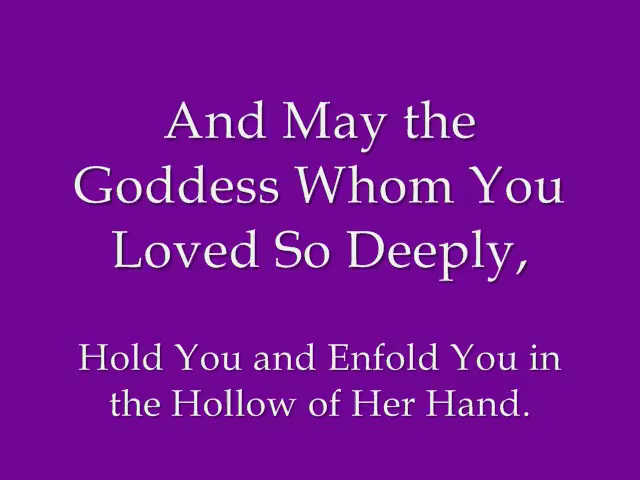 And May the
Goddess Whom You
Loved So Deeply,
Hold You and Enfold You in
the Hollow of Her Hand.